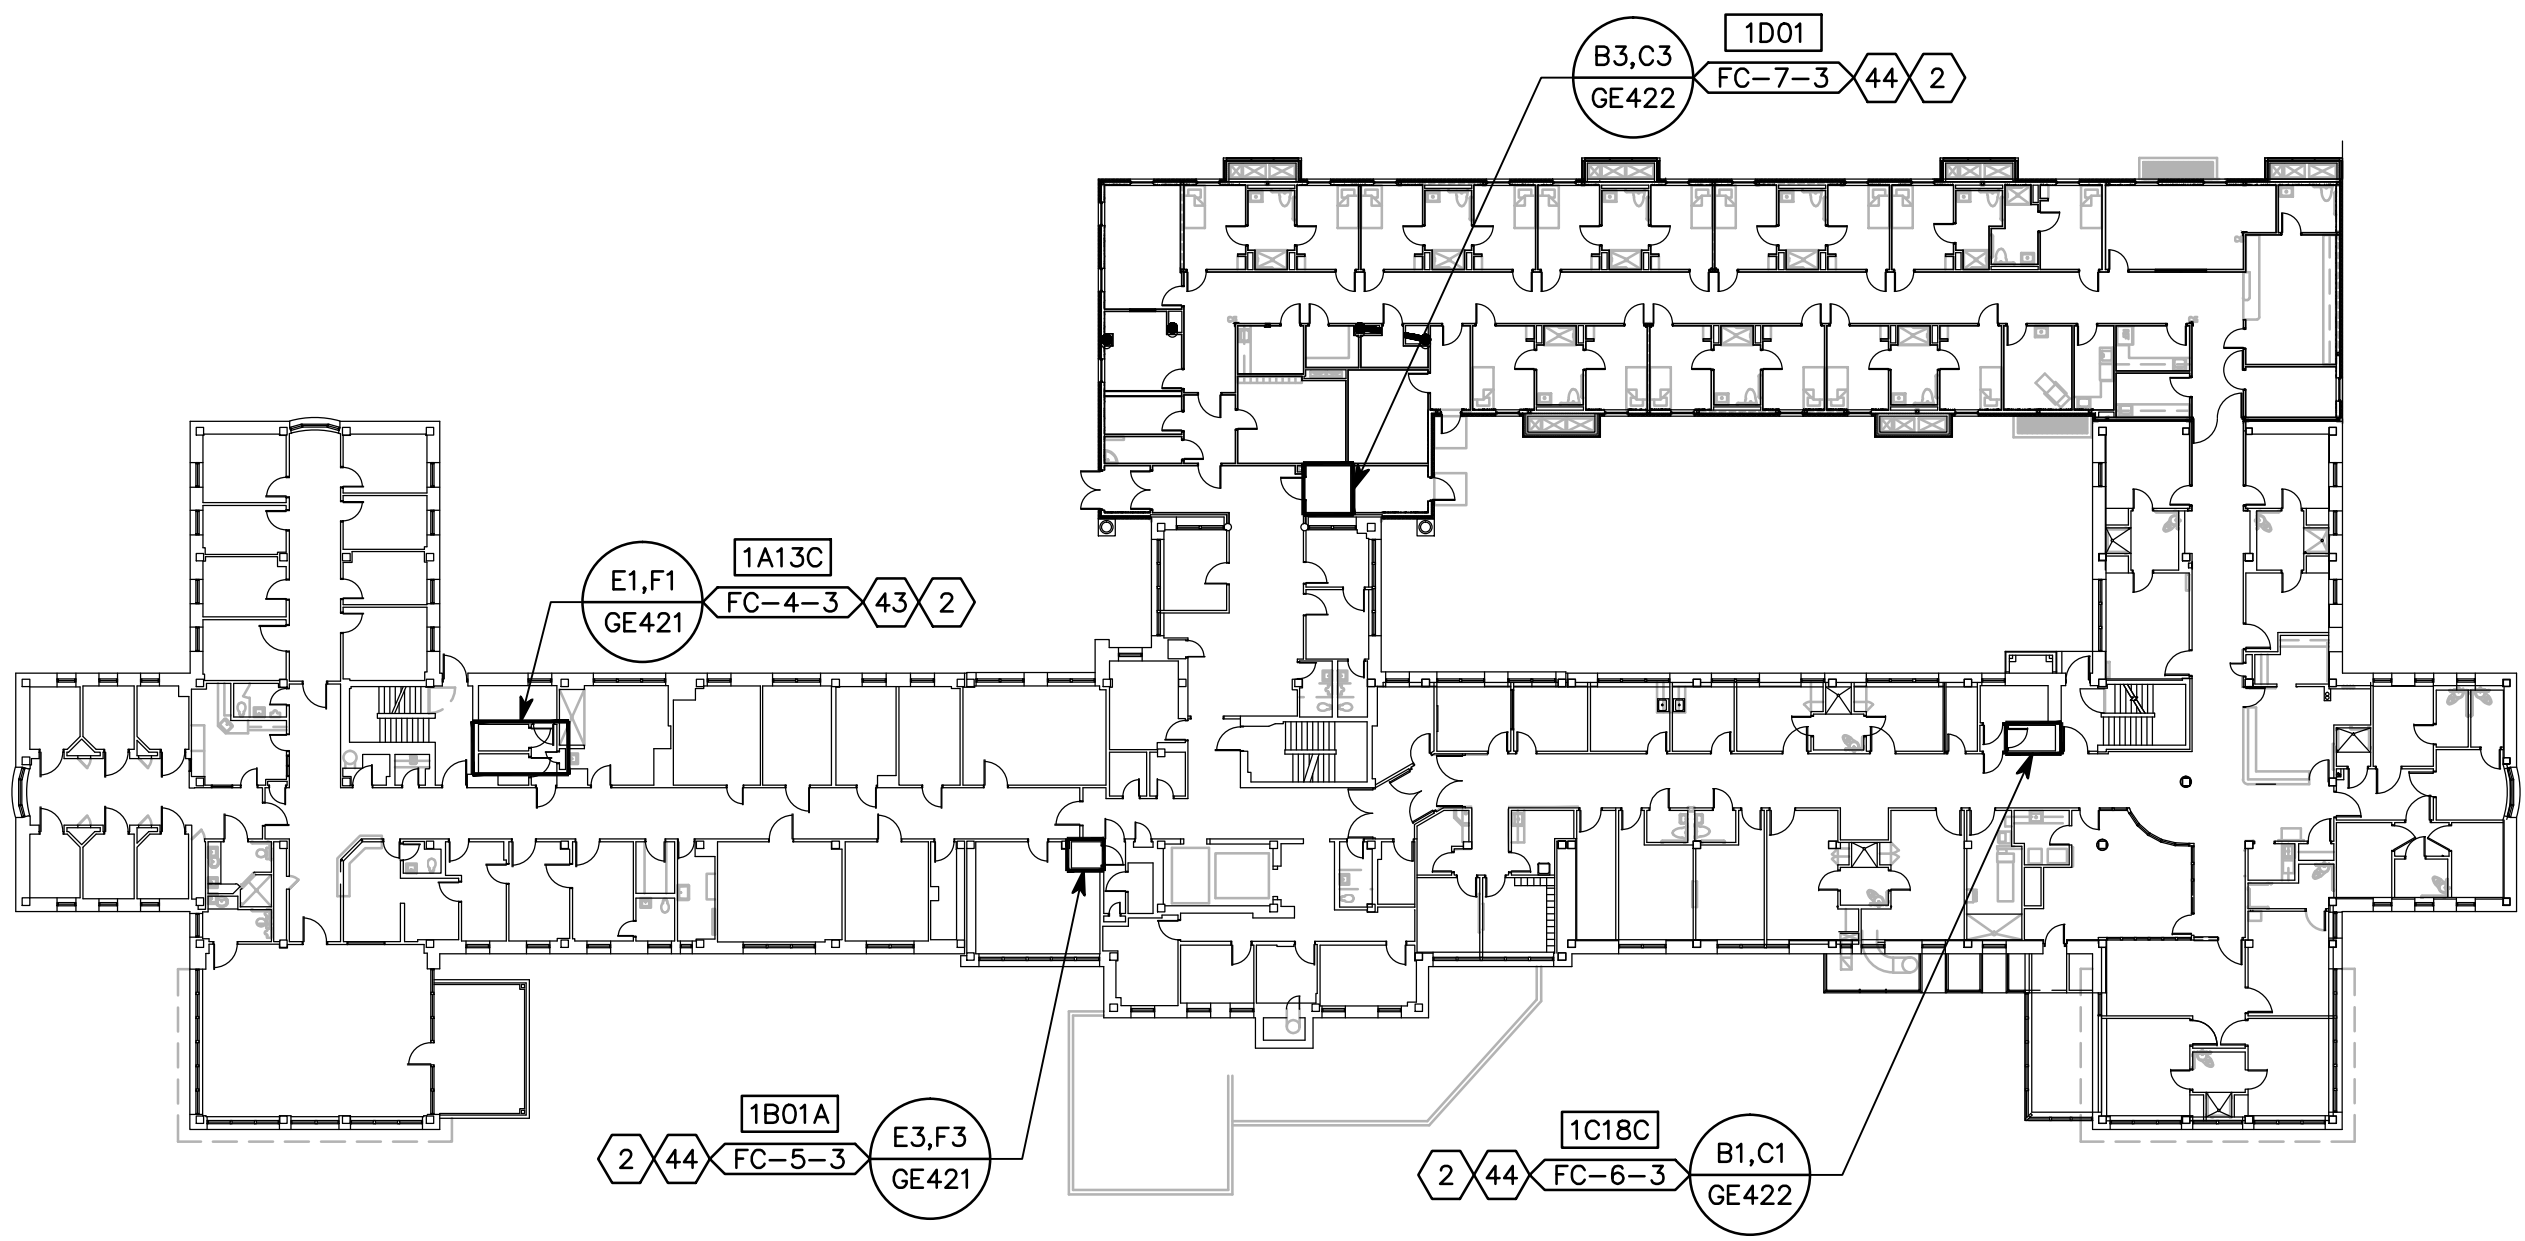 1D01
B3,C3
GE422
FC-7-3
44
2
1A13C
E1,F1
GE421
FC-4-3
43
2
1B01A
2
44
FC-5-3
E3,F3
GE421
1C18C
2
44
FC-6-3
B1,C1
GE422